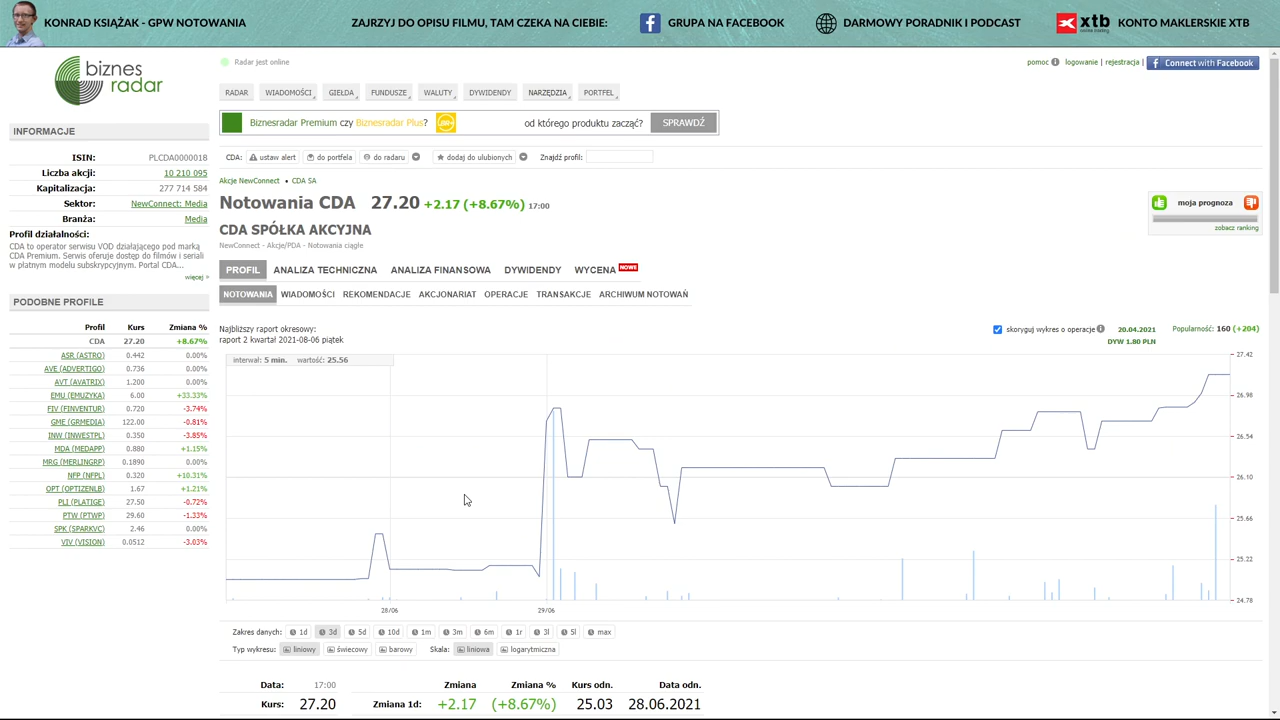 KONRAD KSIĄŻAK - GPW NOTOWANIA
ZAJRZYJ DO OPISU FILMU, TAM CZEKA NA CIEBIE:
GRUPA NA FACEBOOK
DARMOWY PORADNIK I PODCAST
xtb online trading
KONTO MAKLERSKIE XTB
biznes radar
Radar jest online
pomoc logowanie | rejestracja | Connect with Facebook
RADAR WIADOMOŚCI GIEŁDA FUNDUSZE WALUTY DYWIDENDY NARZĘDZIA PORTFEL
Biznesradar Premium czy Biznesradar Plus? od którego produktu zacząć? SPRAWDŹ
CDA: ustaw alert do portfela do radaru dodaj do ulubionych Znajdź profil:
Akcje NewConnect • CDA SA
Notowania CDA 27.20 +2.17 (+8.67%) 17:00
CDA SPÓŁKA AKCYJNA
NewConnect - Akcje/PDA - Notowania ciągłe
moja prognoza
zobacz ranking
PROFIL ANALIZA TECHNICZNA ANALIZA FINANSOWA DYWIDENDY WYCENA NOWE
NOTOWANIA WIADOMOŚCI REKOMENDACJE AKCJONARIAT OPERACJE TRANSAKCJE ARCHIWUM NOTOWAŃ
INFORMACJE
ISIN: PLCDA0000018
Liczba akcji: 10 210 095
Kapitalizacja: 277 714 584
Sektor: NewConnect: Media
Branża: Media
Profil działalności:
CDA to operator serwisu VOD działającego pod marką
CDA Premium. Serwis oferuje dostęp do filmów i seriali
w płatnym modelu subskrypcyjnym. Portal CDA...
więcej »
PODOBNE PROFILE
Profil Kurs Zmiana %
CDA 27.20 +8.67%
ASR (ASTRO) 0.442 0.00%
AVE (ADVERTIGO) 0.736 0.00%
AVT (AVATRIX) 1.200 0.00%
EMU (EMUZYKA) 6.00 +33.33%
FIV (FINVENTUR) 0.720 -3.74%
GME (GRMEDIA) 122.00 -0.81%
INW (INWESTPL) 0.350 -3.85%
MDA (MEDAPP) 0.880 +1.15%
MRG (MERLINGRP) 0.1890 0.00%
NFP (NFPL) 0.320 +10.31%
OPT (OPTIZENLB) 1.67 +1.21%
PLI (PLATIGE) 27.50 -0.72%
PTW (PTWP) 29.60 -1.33%
SPK (SPARKVC) 2.46 0.00%
VIV (VISION) 0.0512 -3.03%
Najbliższy raport okresowy:
raport 2 kwartał 2021-08-06 piątek
skoryguj wykres o operacje 20.04.2021 Popularność: 160 (+204)
DYW 1.80 PLN
interwał: 5 min. wartość: 25.56
27.42
26.98
26.54
26.10
25.66
25.22
24.78
28/06 29/06
Zakres danych: 1d 3d 5d 10d 1m 3m 6m 1r 3l 5l max
Typ wykresu: liniowy świecowy barowy Skala: liniowa logarytmiczna
Data: 17:00 Zmiana Zmiana % Kurs odn. Data odn.
Kurs: 27.20 Zmiana 1d: +2.17 (+8.67%) 25.03 28.06.2021